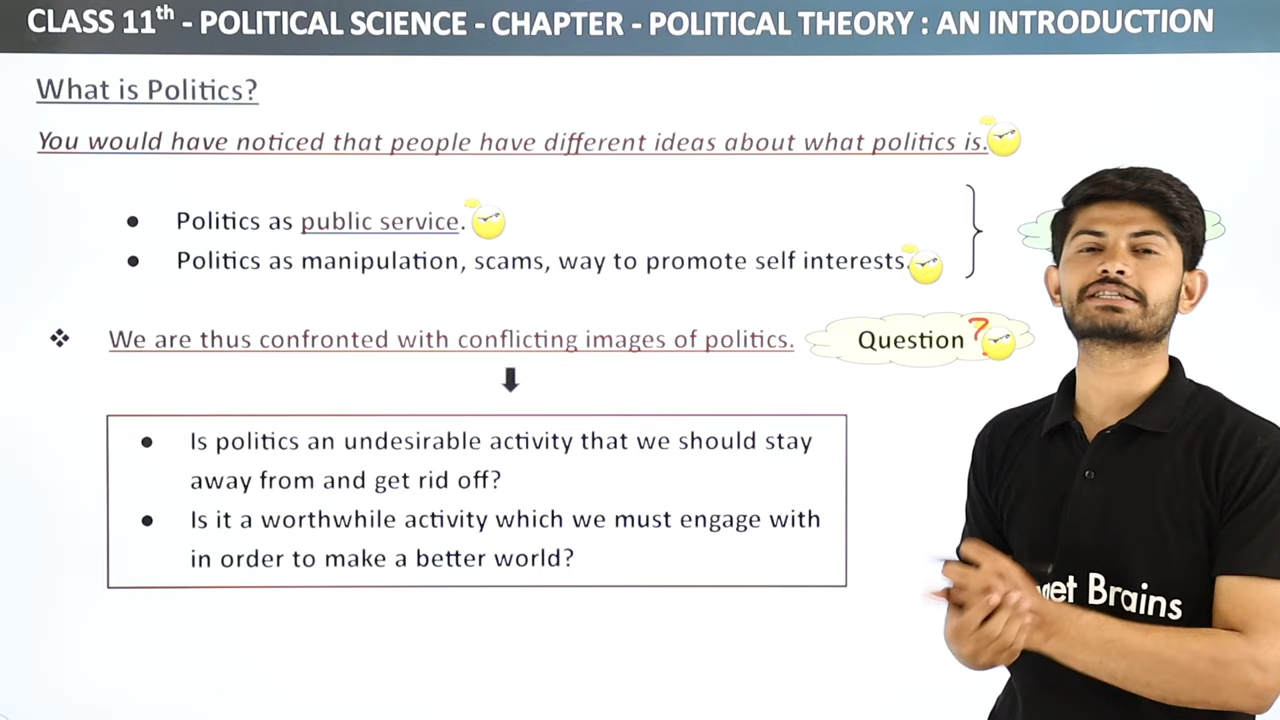 CLASS 11th - POLITICAL SCIENCE - CHAPTER - POLITICAL THEORY : AN INTRODUCTION
What is Politics?
You would have noticed that people have different ideas about what politics is.
• Politics as public service.
• Politics as manipulation, scams, way to promote self interests.
❖ We are thus confronted with conflicting images of politics.
Question ?
• Is politics an undesirable activity that we should stay
away from and get rid off?
• Is it a worthwhile activity which we must engage with
in order to make a better world?
Brains